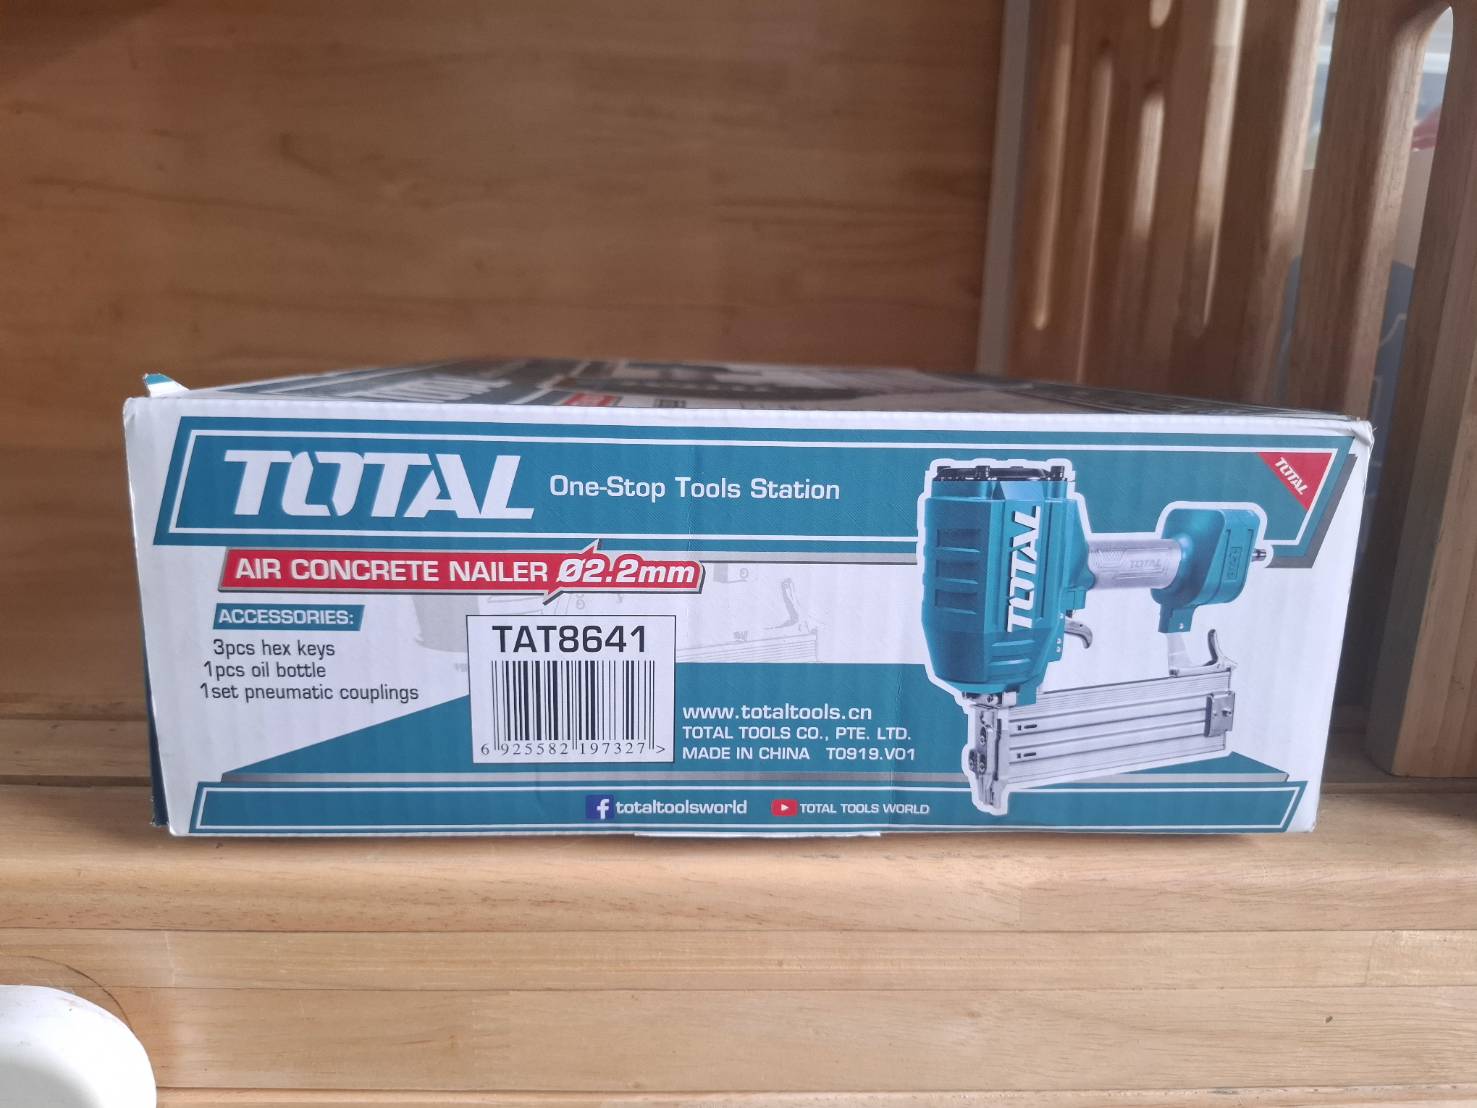 TOTAL
One-Stop Tools Station
TOTAL
AIR CONCRETE NAILER Ø2.2mm
ACCESSORIES:
3pcs hex keys
1pcs oil bottle
1set pneumatic couplings
TAT8641
6 925582 197327 >
www.totaltools.cn
TOTAL TOOLS CO., PTE. LTD.
MADE IN CHINA T0919.V01
totaltoolsworld
TOTAL TOOLS WORLD
TOTAL
TOTAL